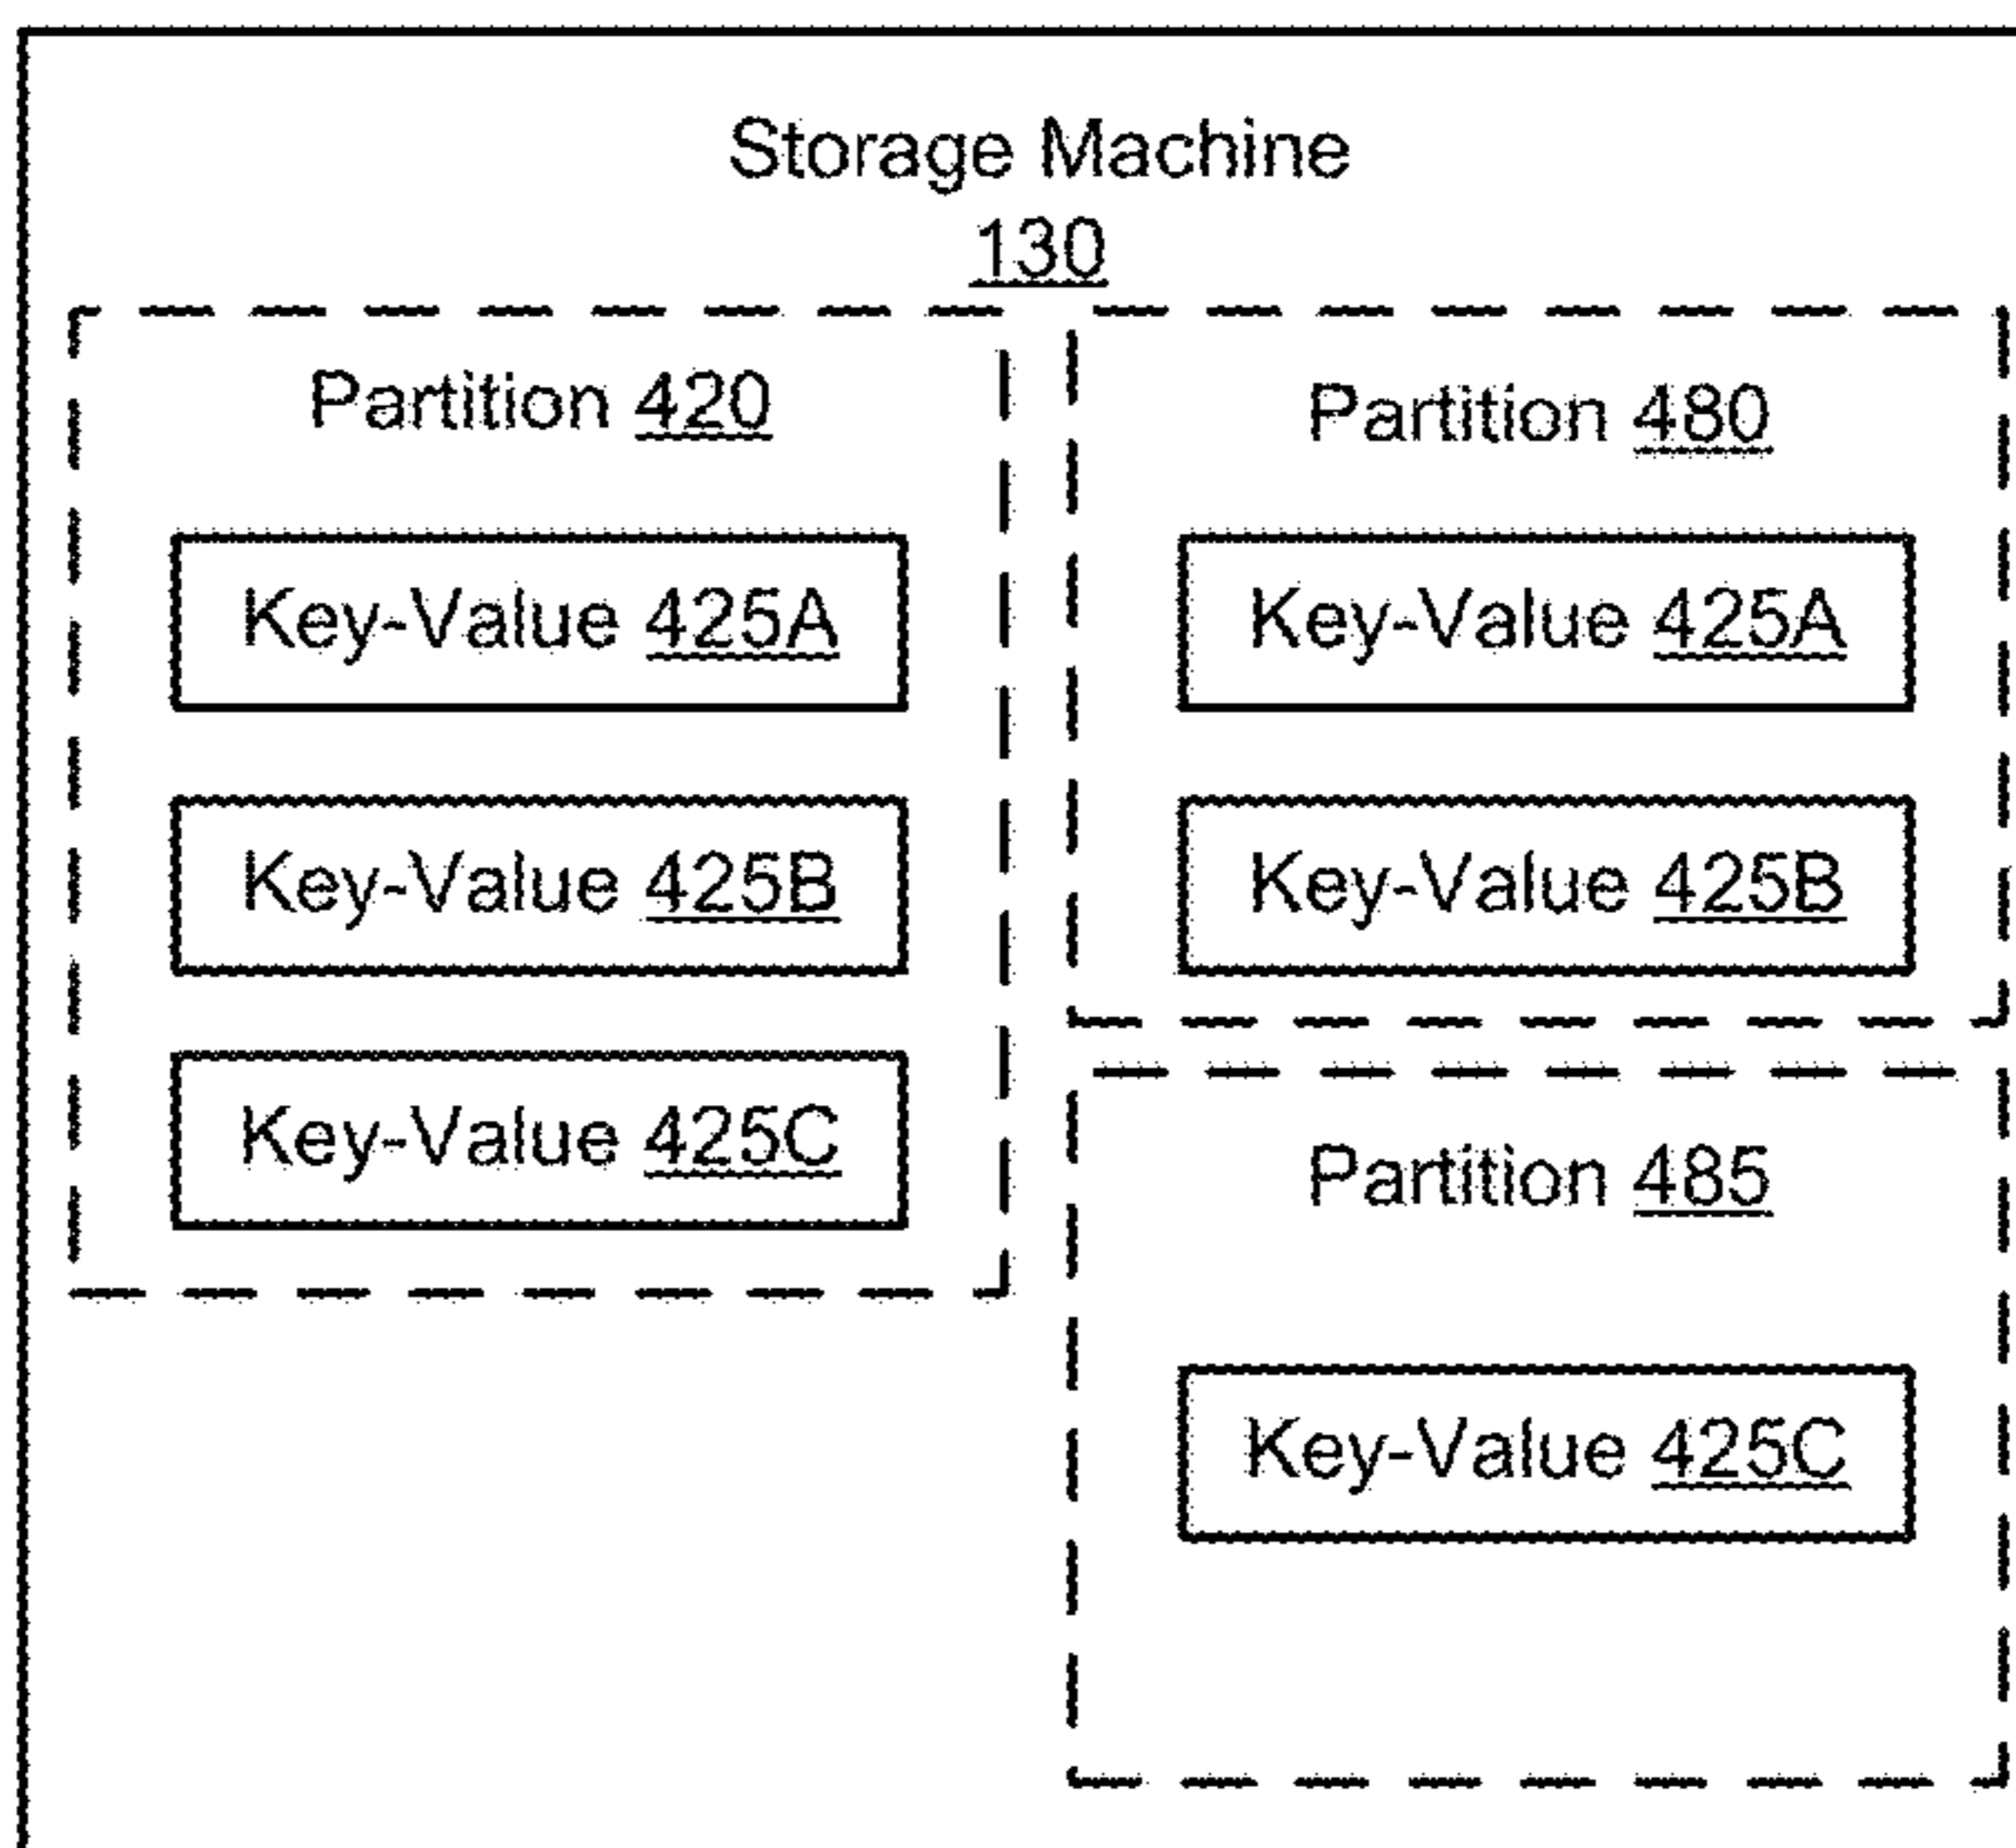 Storage Machine
130
Partition 420
Key-Value 425A
Key-Value 425B
Key-Value 425C
Partition 480
Key-Value 425A
Key-Value 425B
Partition 485
Key-Value 425C